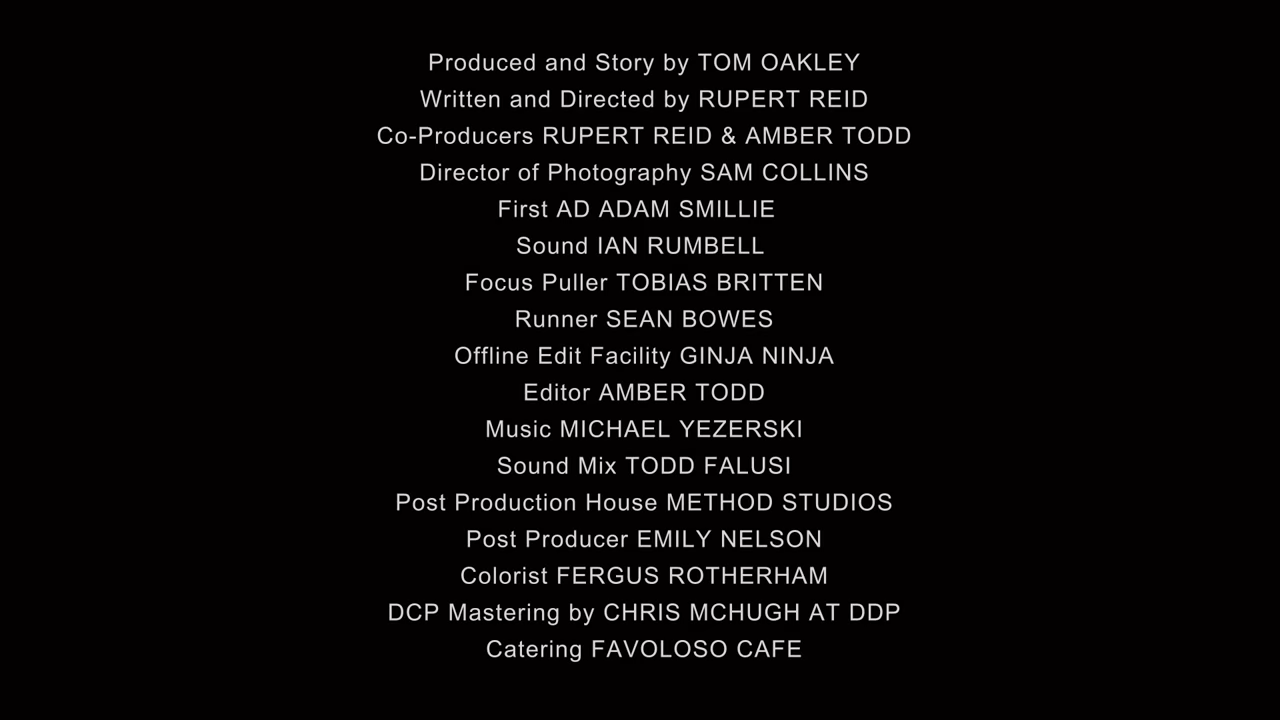 Produced and Story by TOM OAKLEY
Written and Directed by RUPERT REID
Co-Producers RUPERT REID & AMBER TODD
Director of Photography SAM COLLINS
First AD ADAM SMILLIE
Sound IAN RUMBELL
Focus Puller TOBIAS BRITTEN
Runner SEAN BOWES
Offline Edit Facility GINJA NINJA
Editor AMBER TODD
Music MICHAEL YEZERSKI
Sound Mix TODD FALUSI
Post Production House METHOD STUDIOS
Post Producer EMILY NELSON
Colorist FERGUS ROTHERHAM
DCP Mastering by CHRIS MCHUGH AT DDP
Catering FAVOLOSO CAFE